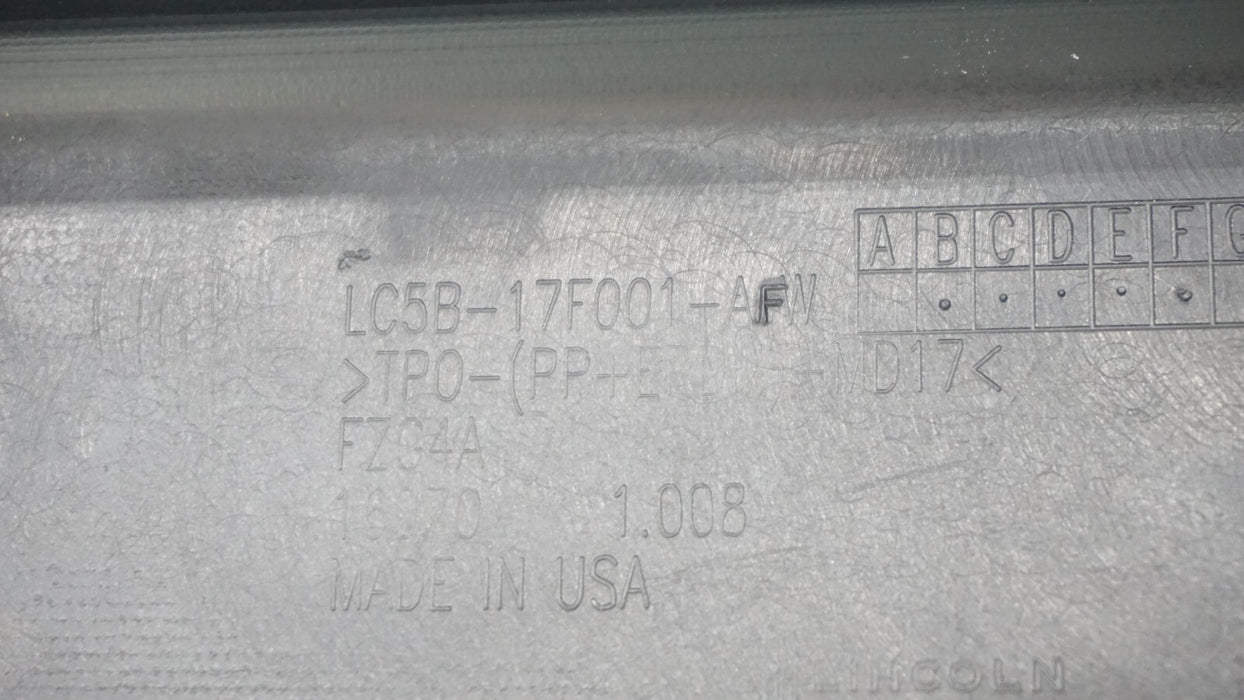 LC5B-17F001-AFW
A B C D E F G
>TPO-(PP+E -MD17<
FZ94A
1.008
MADE IN USA
LINCOLN